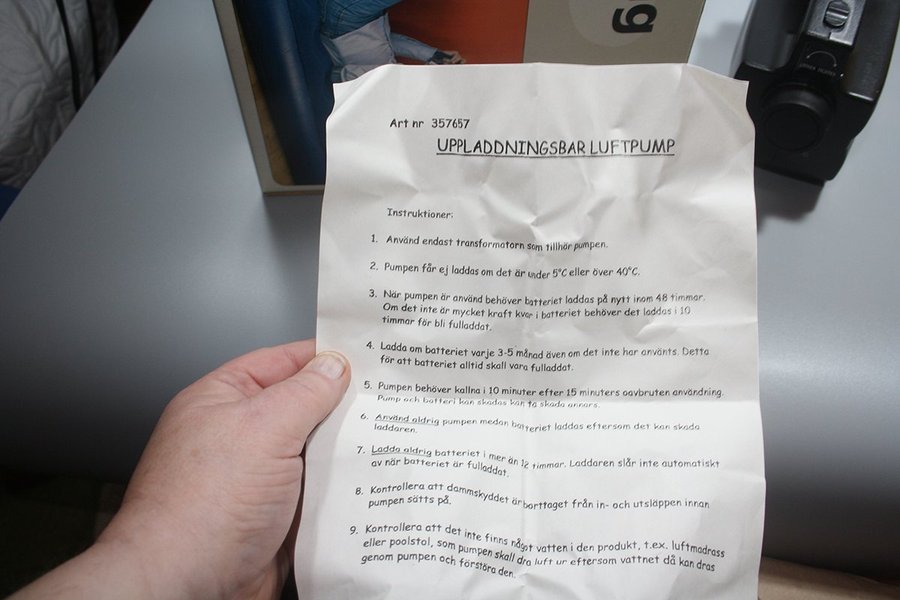 g
Art nr 357657
UPPLADDNINGSBAR LUFTPUMP
Instruktioner:
1. Använd endast transformatorn som tillhör pumpen.
2. Pumpen får ej laddas om det är under 5°C eller över 40°C.
3. När pumpen är använd behöver batteriet laddas på nytt inom 48 timmar.
Om det inte är mycket kraft kvar i batteriet behöver det laddas i 10
timmar för bli fulladdat.
4. Ladda om batteriet varje 3-5 månad även om det inte har använts. Detta
för att batteriet alltid skall vara fulladdat.
5. Pumpen behöver kallna i 10 minuter efter 15 minuters oavbruten användning.
Pump och batteri kan skadas kan ta skada annars.
6. Använd aldrig pumpen medan batteriet laddas eftersom det kan skada
laddaren.
7. Ladda aldrig batteriet i mer än 12 timmar. Laddaren slår inte automatiskt
av när batteriet är fulladdat.
8. Kontrollera att dammskyddet är borttaget från in- och utsläppen innan
pumpen sätts på.
9. Kontrollera att det inte finns något vatten i den produkt, t.ex. luftmadrass
eller poolstol, som pumpen skall dra luft ur eftersom vattnet då kan dras
genom pumpen och förstöra den.